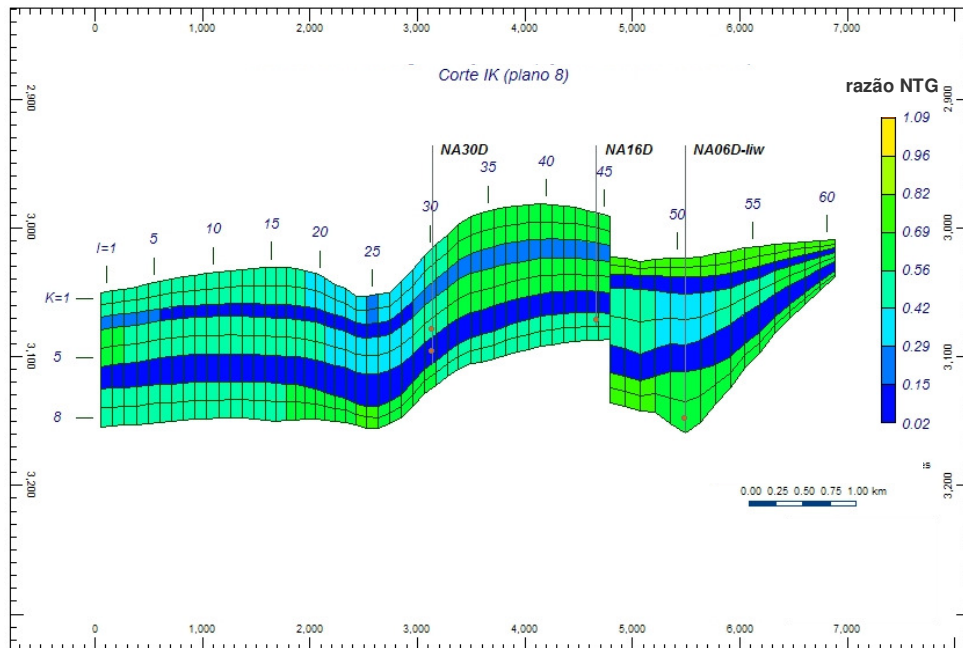 0 1,000 2,000 3,000 4,000 5,000 6,000 7,000
Corte IK (plano 8)
razão NTG
2,900 2,900
1.09
0.96
0.82
0.69
0.56
0.42
0.29
0.15
0.02
NA30D NA16D NA06D-liw
I=1 5 10 15 20 25 30 35 40 45 50 55 60
3,000 3,000
K=1
5
8
3,100 3,100
3,200 3,200
0.00 0.25 0.50 0.75 1.00 km
0 1,000 2,000 3,000 4,000 5,000 6,000 7,000